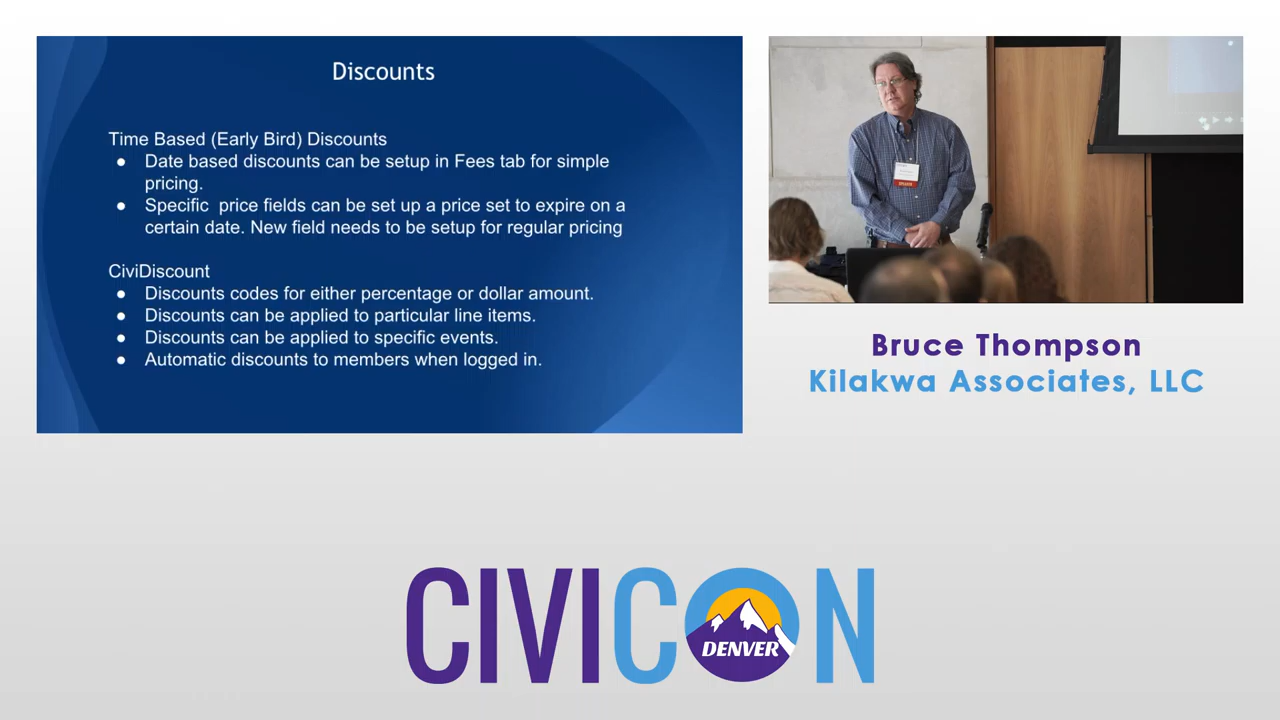 Discounts
Time Based (Early Bird) Discounts
● Date based discounts can be setup in Fees tab for simple
pricing.
● Specific price fields can be set up a price set to expire on a
certain date. New field needs to be setup for regular pricing
CiviDiscount
● Discounts codes for either percentage or dollar amount.
● Discounts can be applied to particular line items.
● Discounts can be applied to specific events.
● Automatic discounts to members when logged in.
Bruce Thompson
Kilakwa Associates, LLC
CIVICON
DENVER